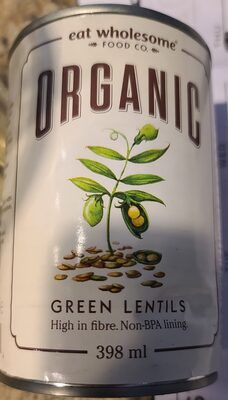 eat wholesome®
FOOD CO.
ORGANIC
GREEN LENTILS
High in fibre. Non-BPA lining.
398 ml